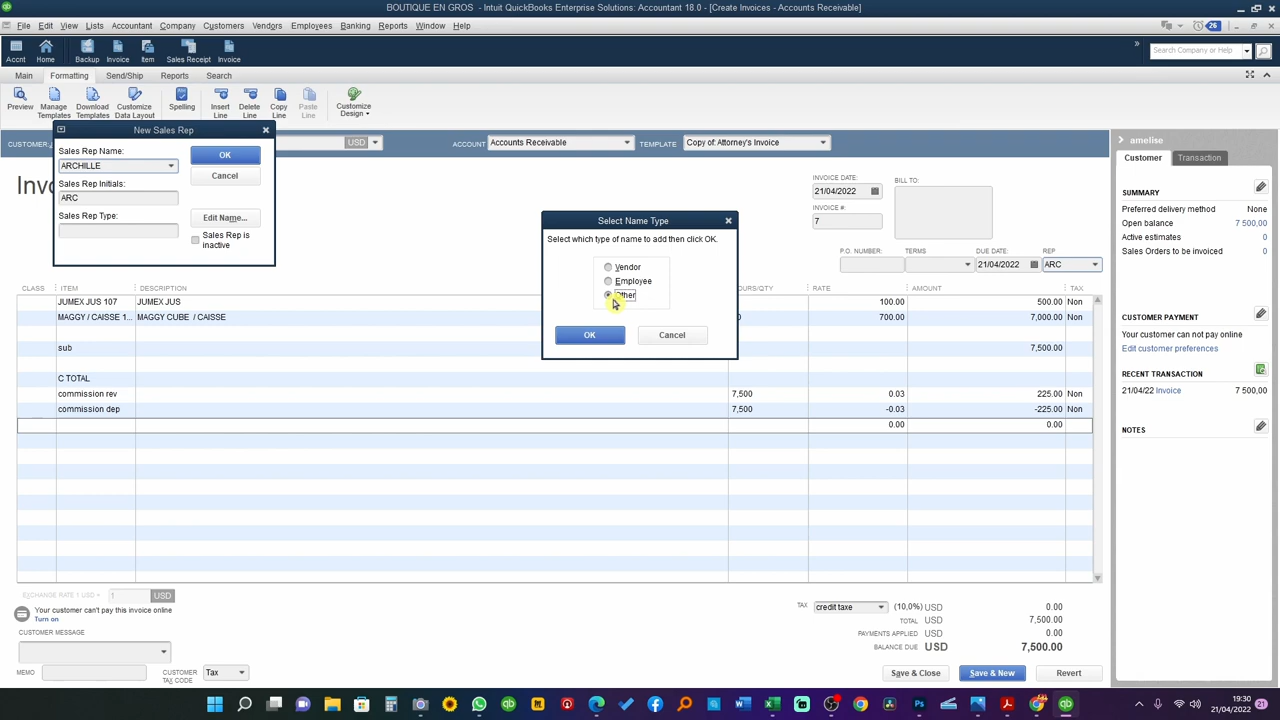 BOUTIQUE EN GROS - Intuit QuickBooks Enterprise Solutions: Accountant 18.0 - [Create Invoices - Accounts Receivable]
File Edit View Lists Accountant Company Customers Vendors Employees Banking Reports Window Help
26
Accnt Home Backup Invoice Item Sales Receipt Invoice
Search Company or Help
Main Formatting Send/Ship Reports Search
Preview Manage Templates Download Templates Customize Data Layout Spelling Insert Line Delete Line Copy Line Paste Line Customize Design
New Sales Rep
Sales Rep Name:
ARCHILLE
OK
Cancel
Sales Rep Initials:
ARC
Sales Rep Type:
Edit Name...
Sales Rep is inactive
USD
ACCOUNT Accounts Receivable
TEMPLATE Copy of: Attorney's Invoice
INVOICE DATE:
21/04/2022
BILL TO:
INVOICE #:
7
P.O. NUMBER: TERMS DUE DATE: REP
21/04/2022 ARC
Select Name Type
Select which type of name to add then click OK.
Vendor
Employee
Other
OK Cancel
CLASS ITEM DESCRIPTION RATE AMOUNT TAX
JUMEX JUS 107 JUMEX JUS 100.00 500.00 Non
MAGGY / CAISSE 1... MAGGY CUBE / CAISSE 700.00 7,000.00 Non
sub 7,500.00
C TOTAL
commission rev 7,500 0.03 225.00 Non
commission dep 7,500 -0.03 -225.00 Non
0.00 0.00
EXCHANGE RATE 1 USD = 1 USD
Your customer can't pay this invoice online
Turn on
CUSTOMER MESSAGE
MEMO
CUSTOMER TAX CODE Tax
TAX credit taxe (10,0%) USD 0.00
TOTAL USD 7,500.00
PAYMENTS APPLIED USD 0.00
BALANCE DUE USD 7,500.00
Save & Close Save & New Revert
amelise
Customer Transaction
SUMMARY
Preferred delivery method None
Open balance 7 500,00
Active estimates 0
Sales Orders to be invoiced 0
CUSTOMER PAYMENT
Your customer can not pay online
Edit customer preferences
RECENT TRANSACTION
21/04/22 Invoice 7 500,00
NOTES
19:30
21/04/2022